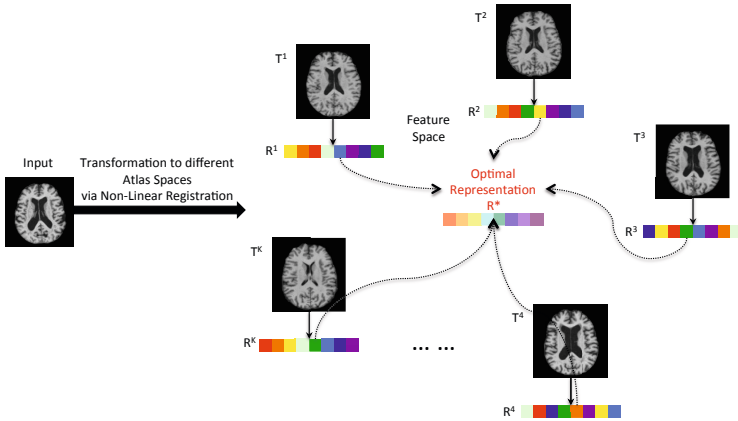 Input
Transformation to different
Atlas Spaces
via Non-Linear Registration
T¹
R¹
T²
R²
Feature
Space
T³
R³
Optimal
Representation
R*
Tᴷ
Rᴷ
... ...
T⁴
R⁴